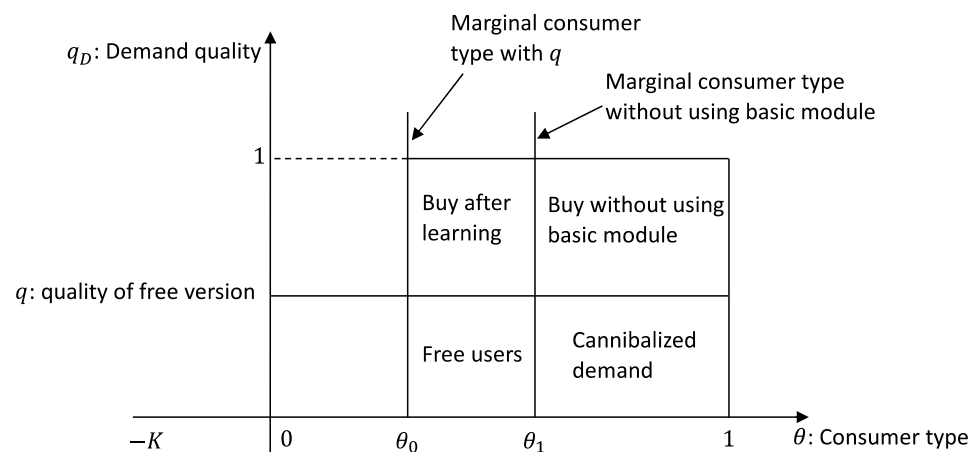 Marginal consumer
type with q
q_D: Demand quality
Marginal consumer type
without using basic module
1
Buy after
learning
Buy without using
basic module
q: quality of free version
Free users
Cannibalized
demand
−K
0
θ_0
θ_1
1
θ: Consumer type